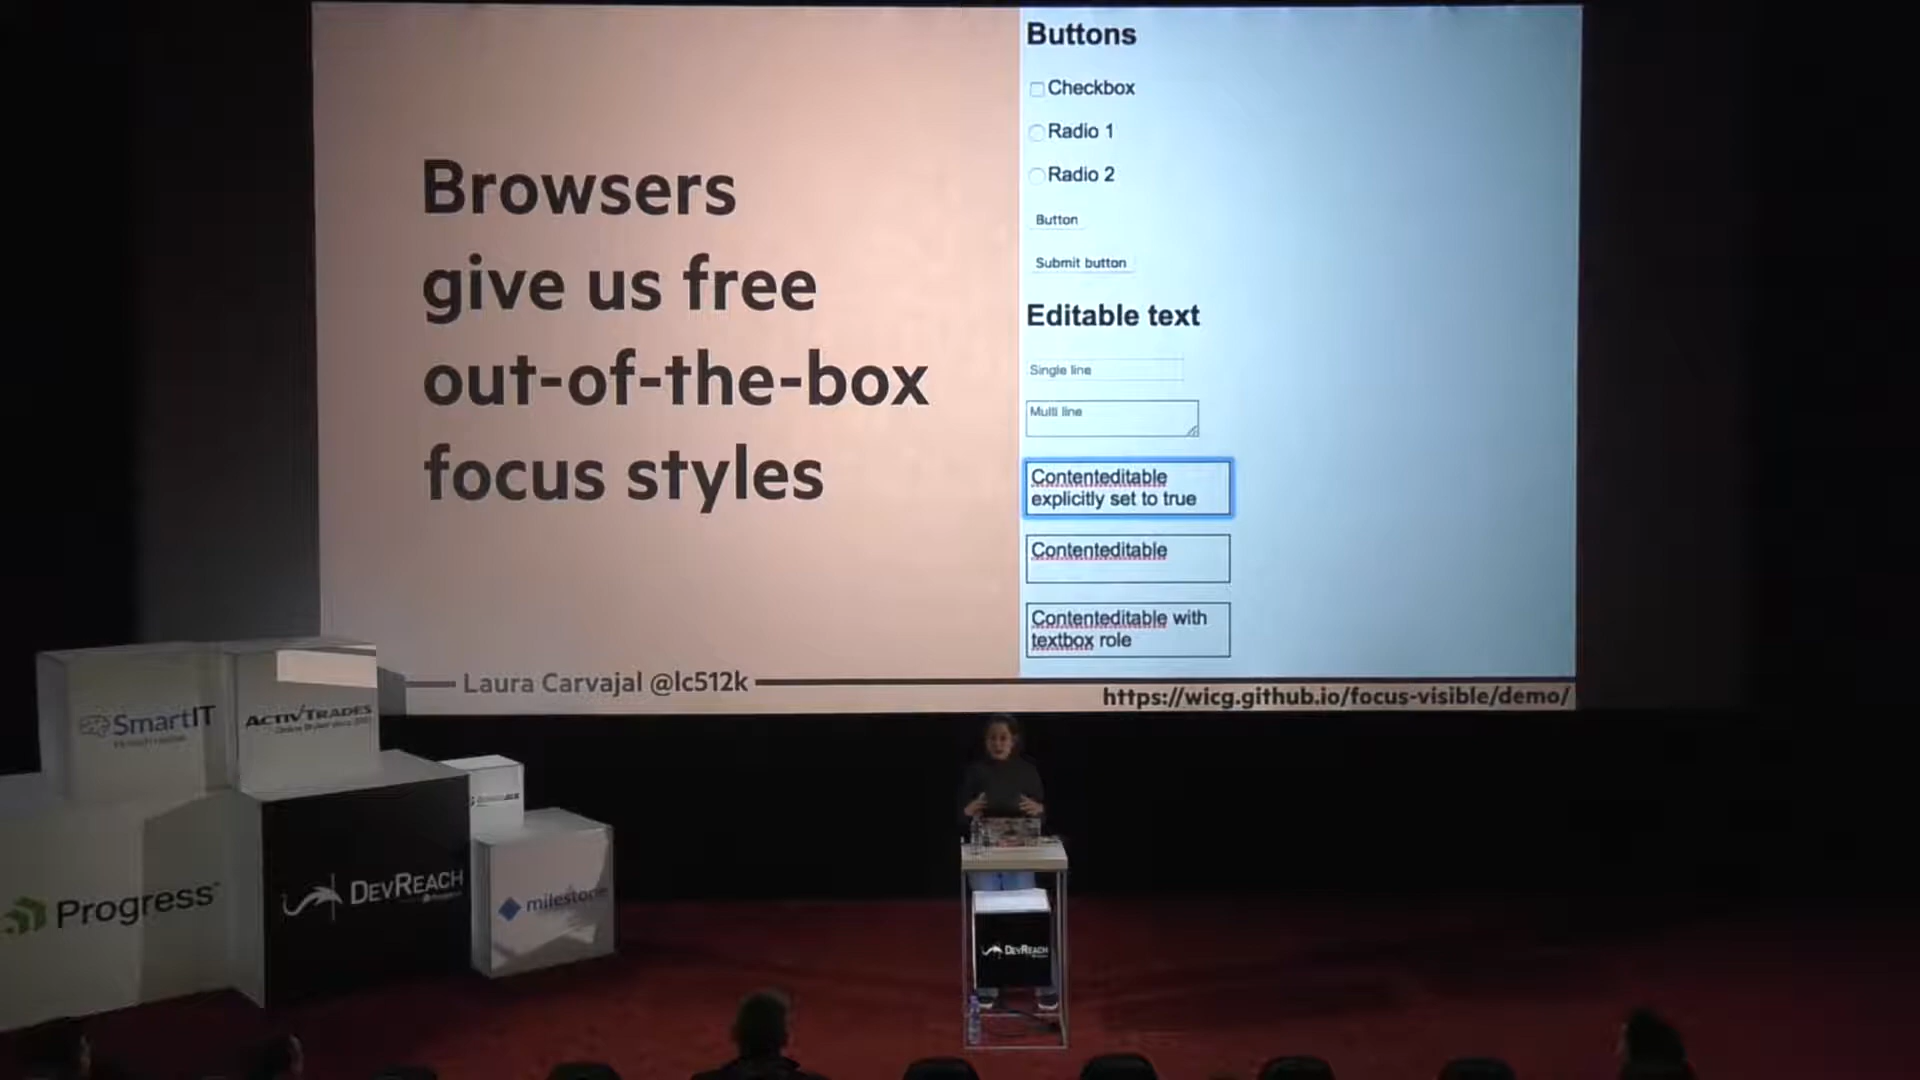 Browsers
give us free
out-of-the-box
focus styles
Buttons
Checkbox
Radio 1
Radio 2
Button
Submit button
Editable text
Single line
Multi line
Contenteditable
explicitly set to true
Contenteditable
Contenteditable with
textbox role
Laura Carvajal @lc512k
https://wicg.github.io/focus-visible/demo/
SmartIT
ACTIVTRADES
Progress
DEVREACH
milestone
DEVREACH